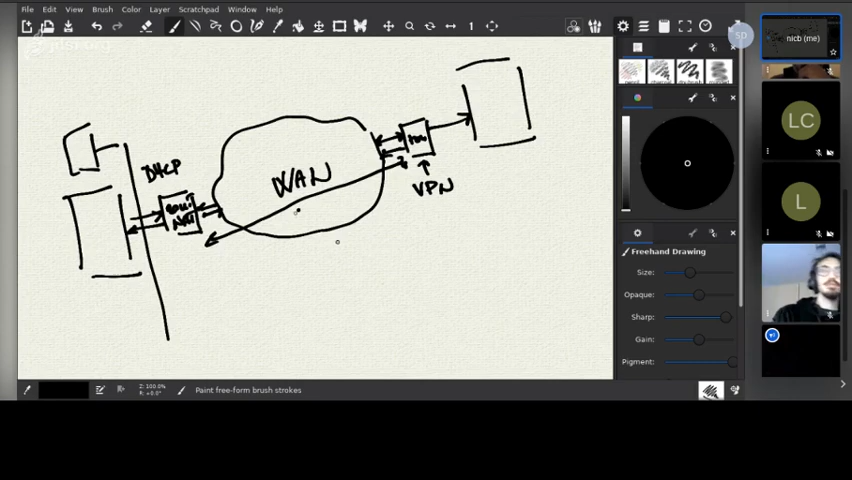 File Edit View Brush Color Layer Scratchpad Window Help
DHCP
WAN
VPN
Freehand Drawing
Size:
Opaque:
Sharp:
Gain:
Pigment:
Paint free-form brush strokes
nicb (me)
SD
LC
L